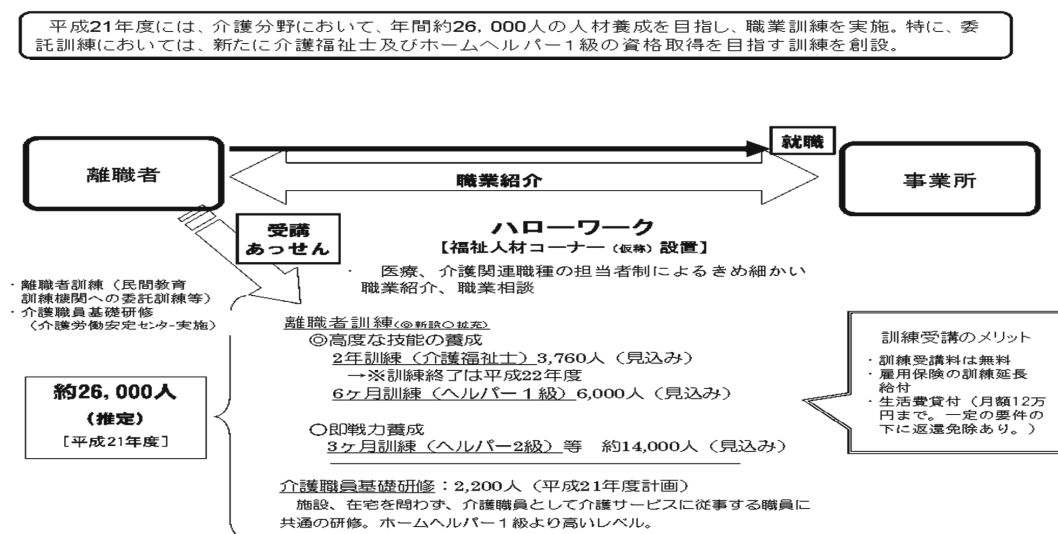 平成21年度には、介護分野において、年間約26,000人の人材養成を目指し、職業訓練を実施。特に、委
託訓練においては、新たに介護福祉士及びホームヘルパー1級の資格取得を目指す訓練を創設。
就職
離職者
職業紹介
事業所
受講
あっせん
ハローワーク
【福祉人材コーナー(仮称)設置】
・ 医療、介護関連職種の担当者制によるきめ細かい
職業紹介、職業相談
・離職者訓練(民間教育
訓練機関への委託訓練等)
・介護職員基礎研修
(介護労働安定センター実施)
約26,000人
(推定)
[平成21年度]
離職者訓練(◎新設○拡充)
◎高度な技能の養成
2年訓練(介護福祉士)3,760人(見込み)
→※訓練終了は平成22年度
6ヶ月訓練(ヘルパー1級)6,000人(見込み)
○即戦力養成
3ヶ月訓練(ヘルパー2級)等 約14,000人(見込み)
介護職員基礎研修:2,200人(平成21年度計画)
施設、在宅を問わず、介護職員として介護サービスに従事する職員に
共通の研修。ホームヘルパー1級より高いレベル。
訓練受講のメリット
・訓練受講料は無料
・雇用保険の訓練延長
給付
・生活費貸付(月額12万
円まで。一定の要件の
下に返還免除あり。)